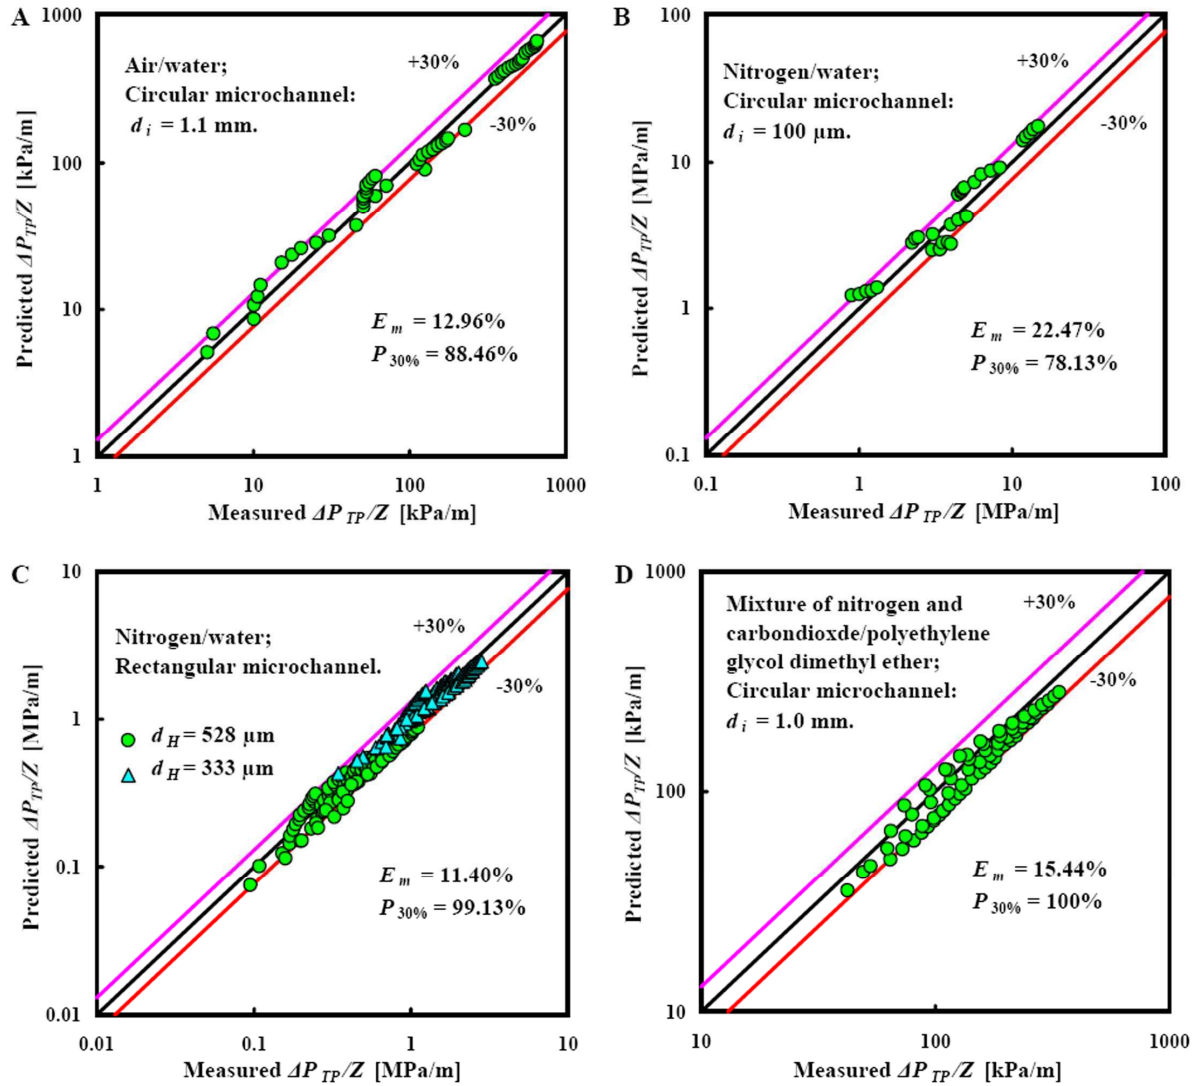 A
1000
100
10
1
Predicted ΔP_TP/Z [kPa/m]
Air/water;
Circular microchannel:
d_i = 1.1 mm.
+30%
-30%
E_m = 12.96%
P_30% = 88.46%
1 10 100 1000
Measured ΔP_TP/Z [kPa/m]
B
100
10
1
0.1
Predicted ΔP_TP/Z [MPa/m]
Nitrogen/water;
Circular microchannel:
d_i = 100 µm.
+30%
-30%
E_m = 22.47%
P_30% = 78.13%
0.1 1 10 100
Measured ΔP_TP/Z [MPa/m]
C
10
1
0.1
0.01
Predicted ΔP_TP/Z [MPa/m]
Nitrogen/water;
Rectangular microchannel.
+30%
-30%
d_H = 528 µm
d_H = 333 µm
E_m = 11.40%
P_30% = 99.13%
0.01 0.1 1 10
Measured ΔP_TP/Z [MPa/m]
D
1000
100
10
Predicted ΔP_TP/Z [kPa/m]
Mixture of nitrogen and
carbondioxde/polyethylene
glycol dimethyl ether;
Circular microchannel:
d_i = 1.0 mm.
+30%
-30%
E_m = 15.44%
P_30% = 100%
10 100 1000
Measured ΔP_TP/Z [kPa/m]